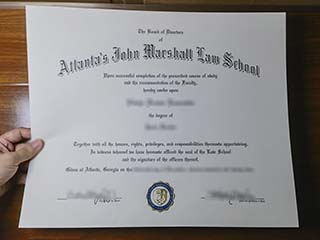 The Board of Directors
of
Atlanta's John Marshall Law School
Upon successful completion of the prescribed course of study
and the recommendation of the Faculty,
hereby confer upon
the degree of
Together with all the honors, rights, privileges, and responsibilities thereunto appertaining.
In witness whereof we have hereunto affixed the seal of the Law School
and the signature of the officers thereof.
Given at Atlanta, Georgia on the